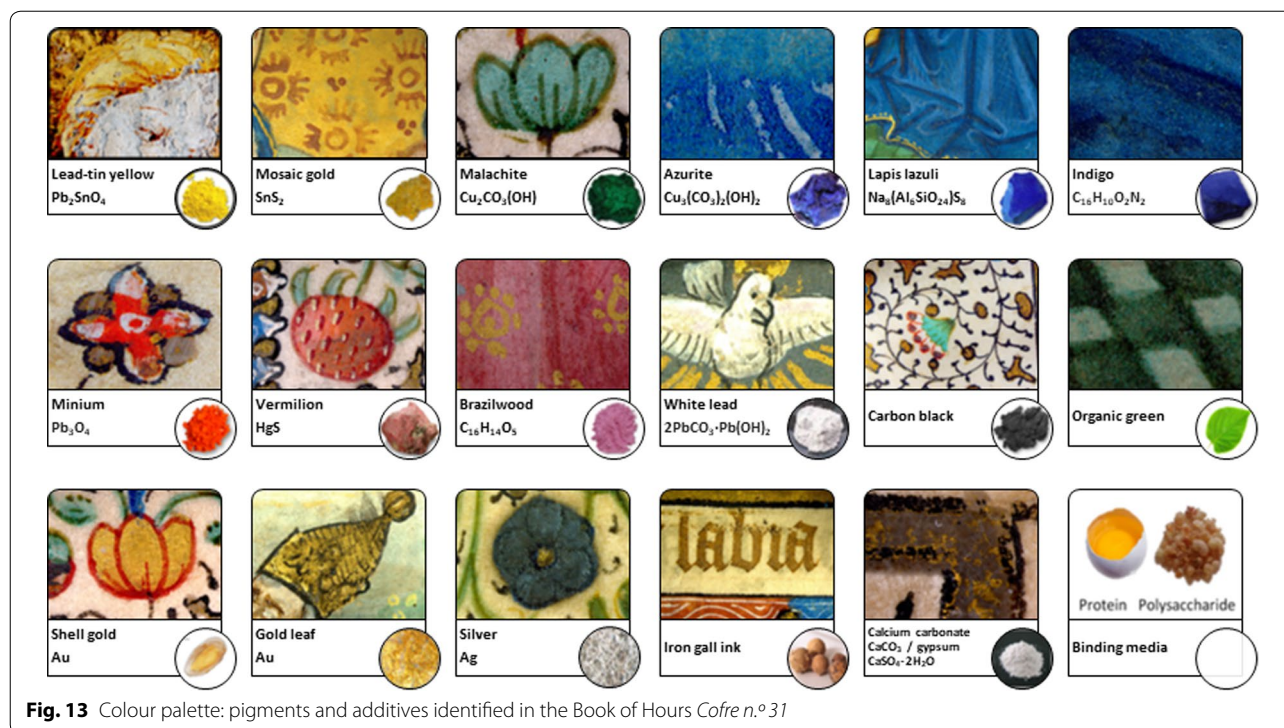 Lead-tin yellow
Pb₂SnO₄
Mosaic gold
SnS₂
Malachite
Cu₂CO₃(OH)
Azurite
Cu₃(CO₃)₂(OH)₂
Lapis lazuli
Na₈(Al₆SiO₂₄)S₈
Indigo
C₁₆H₁₀O₂N₂
Minium
Pb₃O₄
Vermilion
HgS
Brazilwood
C₁₆H₁₄O₅
White lead
2PbCO₃·Pb(OH)₂
Carbon black
Organic green
Shell gold
Au
Gold leaf
Au
Silver
Ag
labia
Iron gall ink
Calcium carbonate
CaCO₃ / gypsum
CaSO₄·2H₂O
Protein Polysaccharide
Binding media
Fig. 13 Colour palette: pigments and additives identified in the Book of Hours Cofre n.º 31